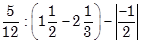 5/12 : (1 1/2 − 2 1/3) − |−1/2|